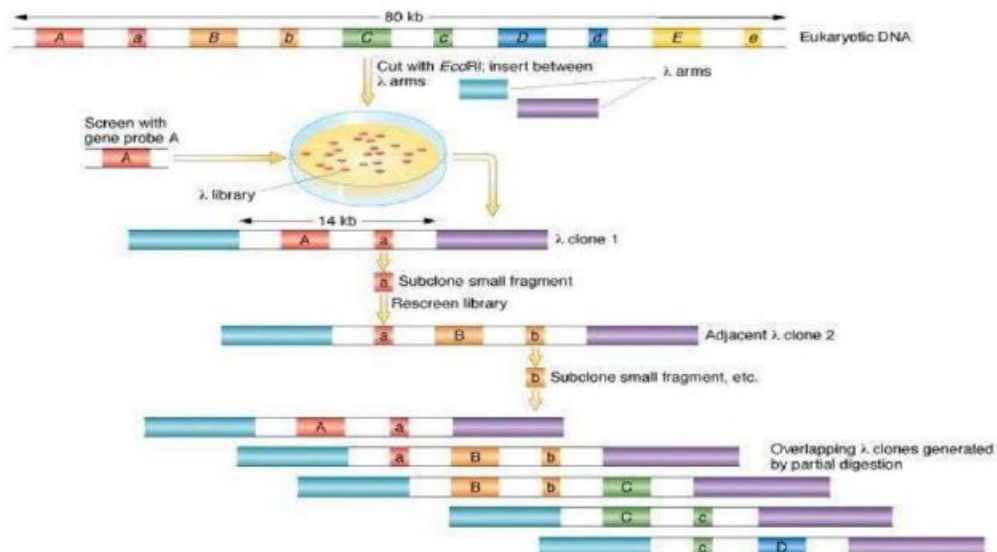 80 kb
A a B b C c D d E e
Eukaryotic DNA
Cut with EcoRI; insert between
λ arms
λ arms
Screen with
gene probe A
A
λ library
14 kb
A a
λ clone 1
a Subclone small fragment
Rescreen library
a B b
Adjacent λ clone 2
b Subclone small fragment, etc.
A a
a B b
Overlapping λ clones generated
by partial digestion
B b C
C c
c D